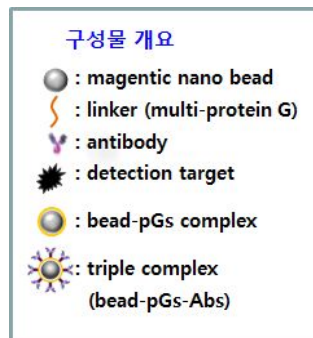 구성물 개요
: magentic nano bead
: linker (multi-protein G)
: antibody
: detection target
: bead-pGs complex
: triple complex
(bead-pGs-Abs)